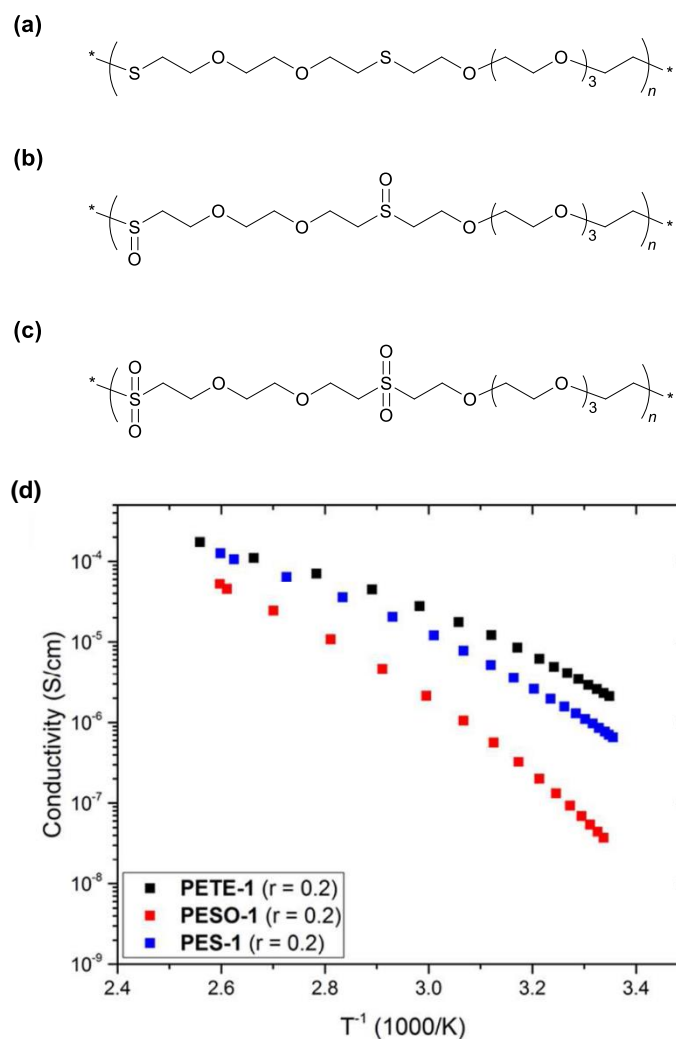 (a)
* ( S O O S O ( O ) 3 ) n *
(b)
O
* ( S O O S O ( O ) 3 ) n *
O
(c)
O O
* ( S O O S O ( O ) 3 ) n *
O O
(d)
Conductivity (S/cm)
10⁻⁴
10⁻⁵
10⁻⁶
10⁻⁷
10⁻⁸
10⁻⁹
PETE-1 (r = 0.2)
PESO-1 (r = 0.2)
PES-1 (r = 0.2)
2.4 2.6 2.8 3.0 3.2 3.4
T⁻¹ (1000/K)